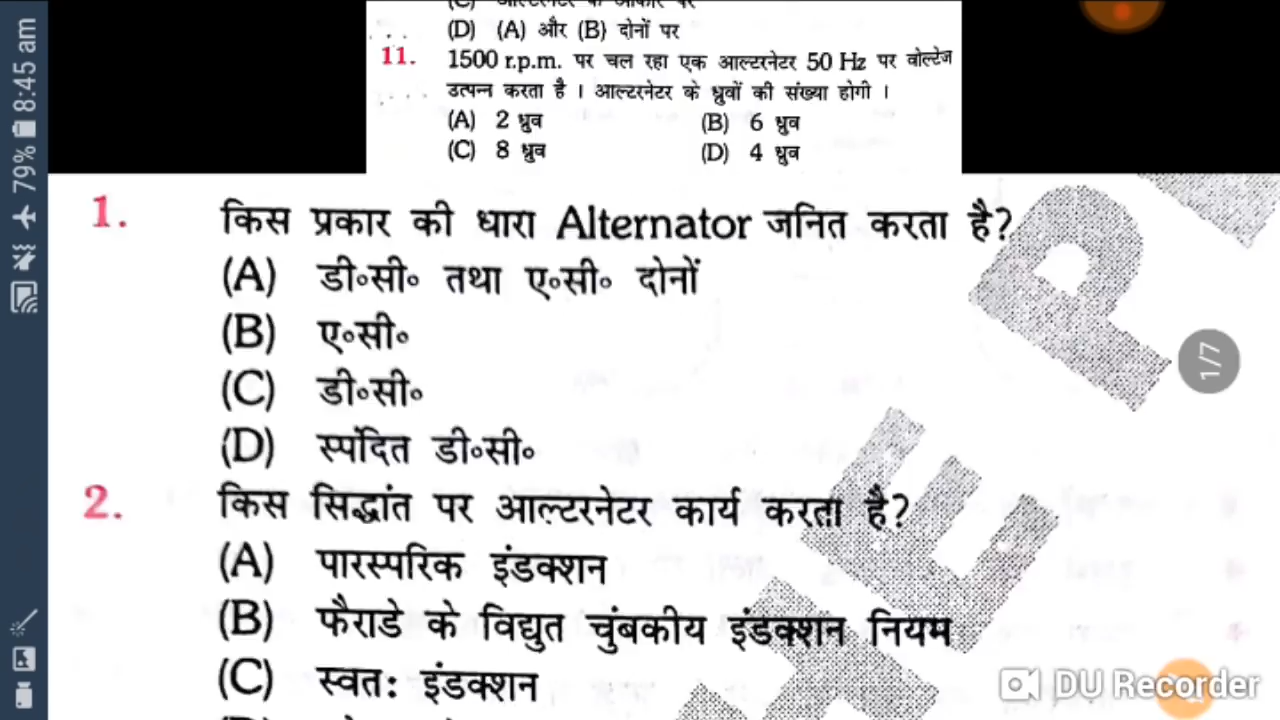 (D) (A) और (B) दोनों पर
11. 1500 r.p.m. पर चल रहा एक आल्टरनेटर 50 Hz पर वोल्टेज
उत्पन्न करता है । आल्टरनेटर के ध्रुवों की संख्या होगी ।
(A) 2 ध्रुव (B) 6 ध्रुव
(C) 8 ध्रुव (D) 4 ध्रुव
1. किस प्रकार की धारा Alternator जनित करता है?
(A) डी॰सी॰ तथा ए॰सी॰ दोनों
(B) ए॰सी॰
(C) डी॰सी॰
(D) स्पंदित डी॰सी॰
2. किस सिद्धांत पर आल्टरनेटर कार्य करता है?
(A) पारस्परिक इंडक्शन
(B) फैराडे के विद्युत चुंबकीय इंडक्शन नियम
(C) स्वत: इंडक्शन
79% 8:45 am
1/7
DU Recorder